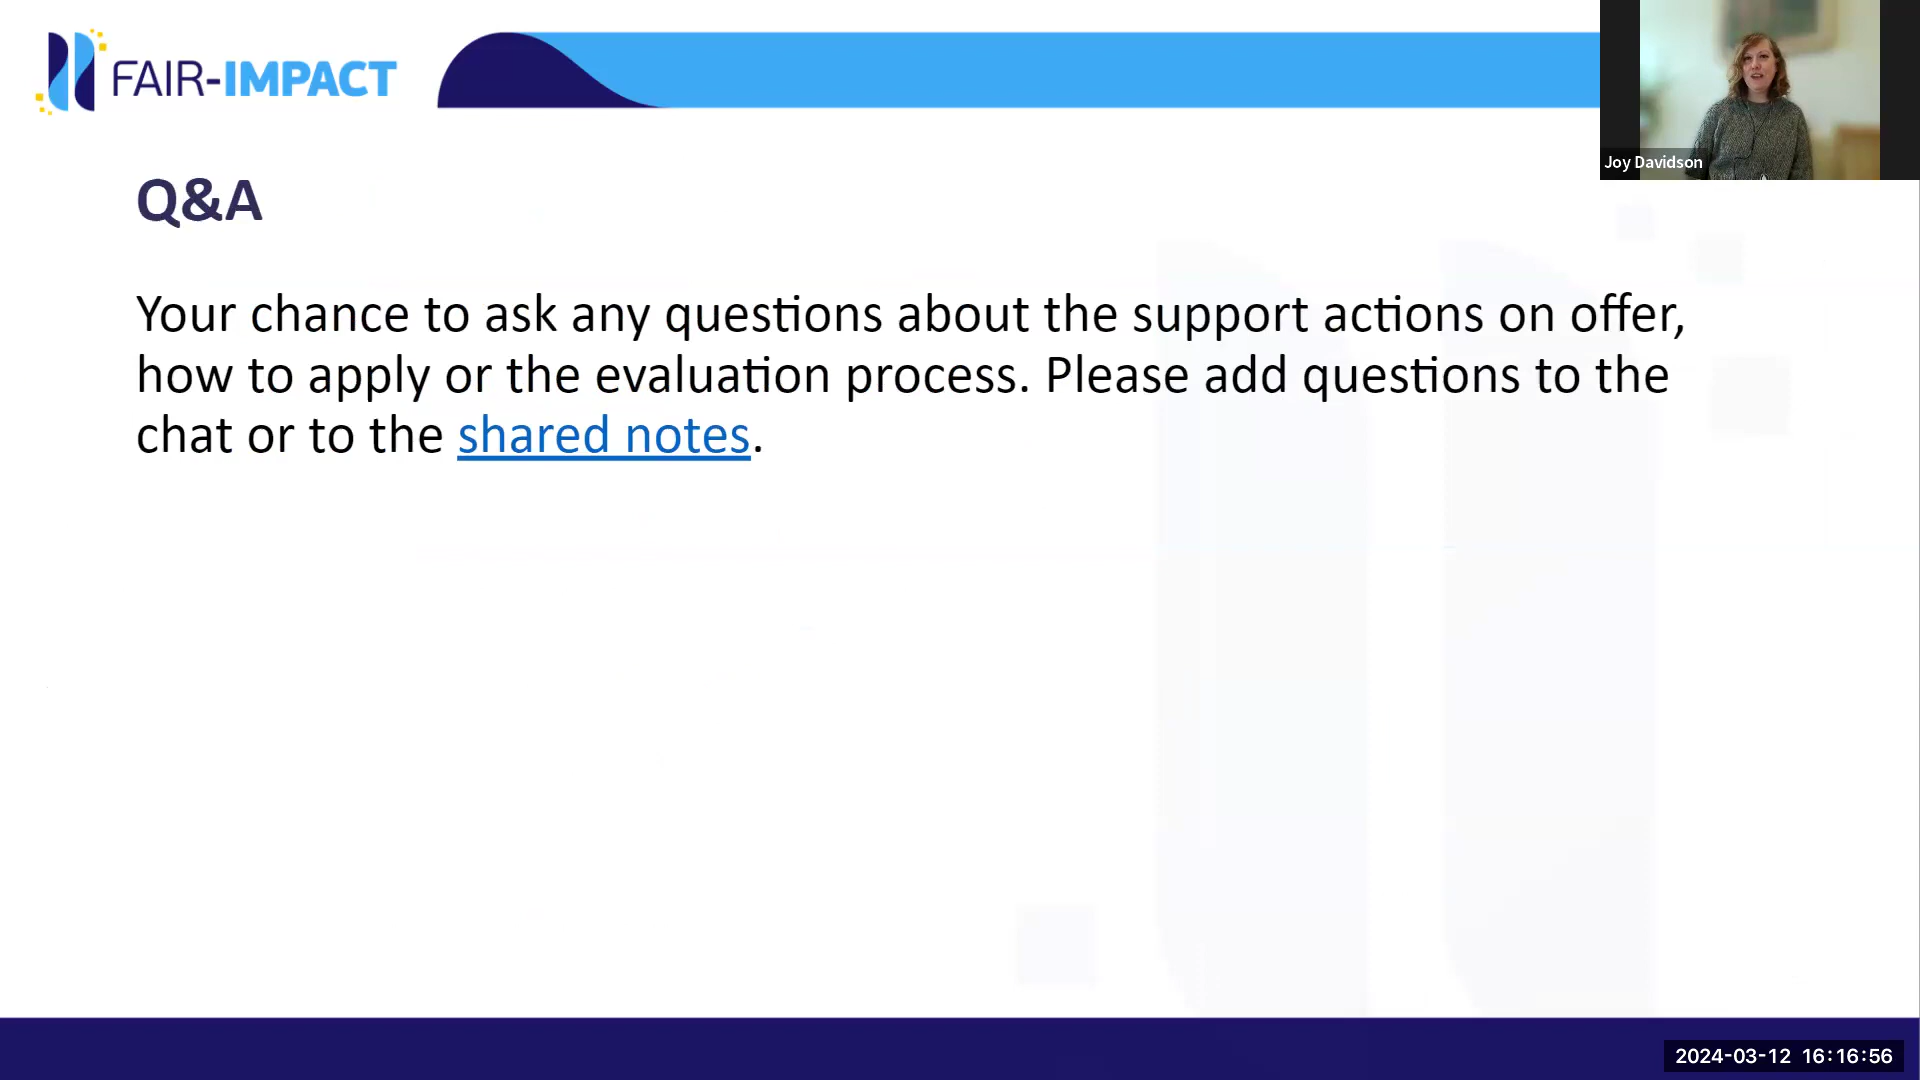 FAIR-IMPACT
Joy Davidson
Q&A
Your chance to ask any questions about the support actions on offer,
how to apply or the evaluation process. Please add questions to the
chat or to the shared notes.
2024-03-12 16:16:56